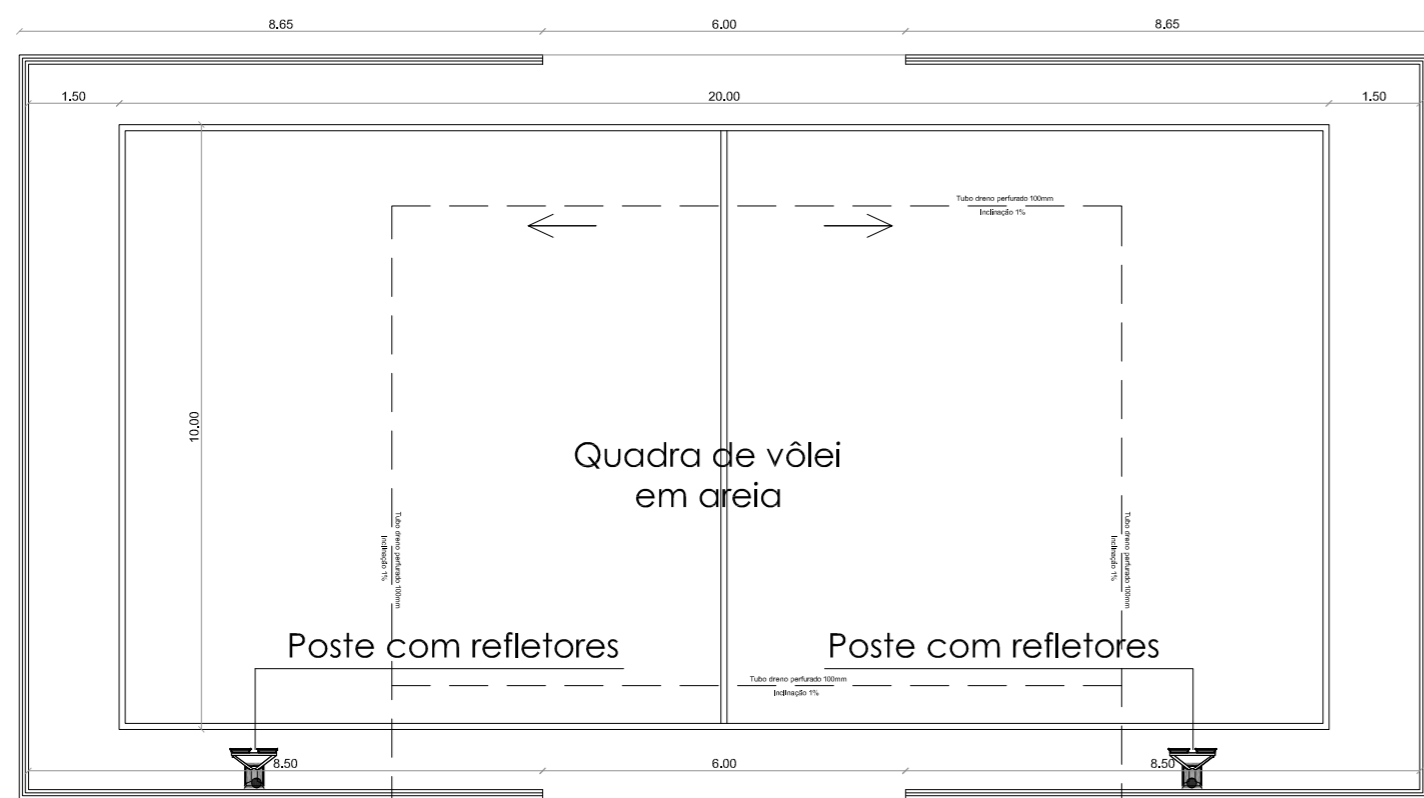 8.65 6.00 8.65
1.50 20.00 1.50
Tubo dreno perfurado 100mm
Inclinação 1%
10.00
Quadra de vôlei
em areia
Tubo dreno perfurado 100mm
Inclinação 1%
Tubo dreno perfurado 100mm
Inclinação 1%
Poste com refletores
Poste com refletores
Tubo dreno perfurado 100mm
Inclinação 1%
8.50 6.00 8.50